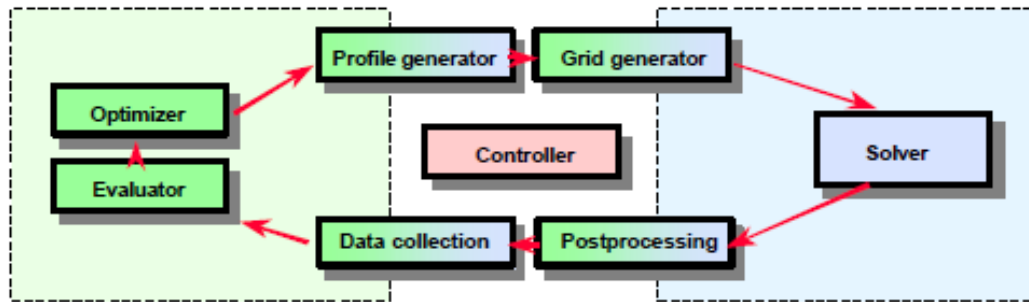 Profile generator
Grid generator
Optimizer
Controller
Solver
Evaluator
Data collection
Postprocessing